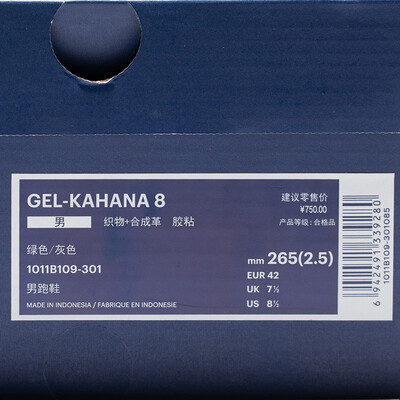 GEL-KAHANA 8
男 织物+合成革 胶粘
绿色/灰色
1011B109-301
男跑鞋
MADE IN INDONESIA / FABRIQUE EN INDONESIE
建议零售价
¥750.00
产品等级:合格品
mm 265(2.5)
EUR 42
UK 7½
US 8½
6 942491 339280
1011B109-301085